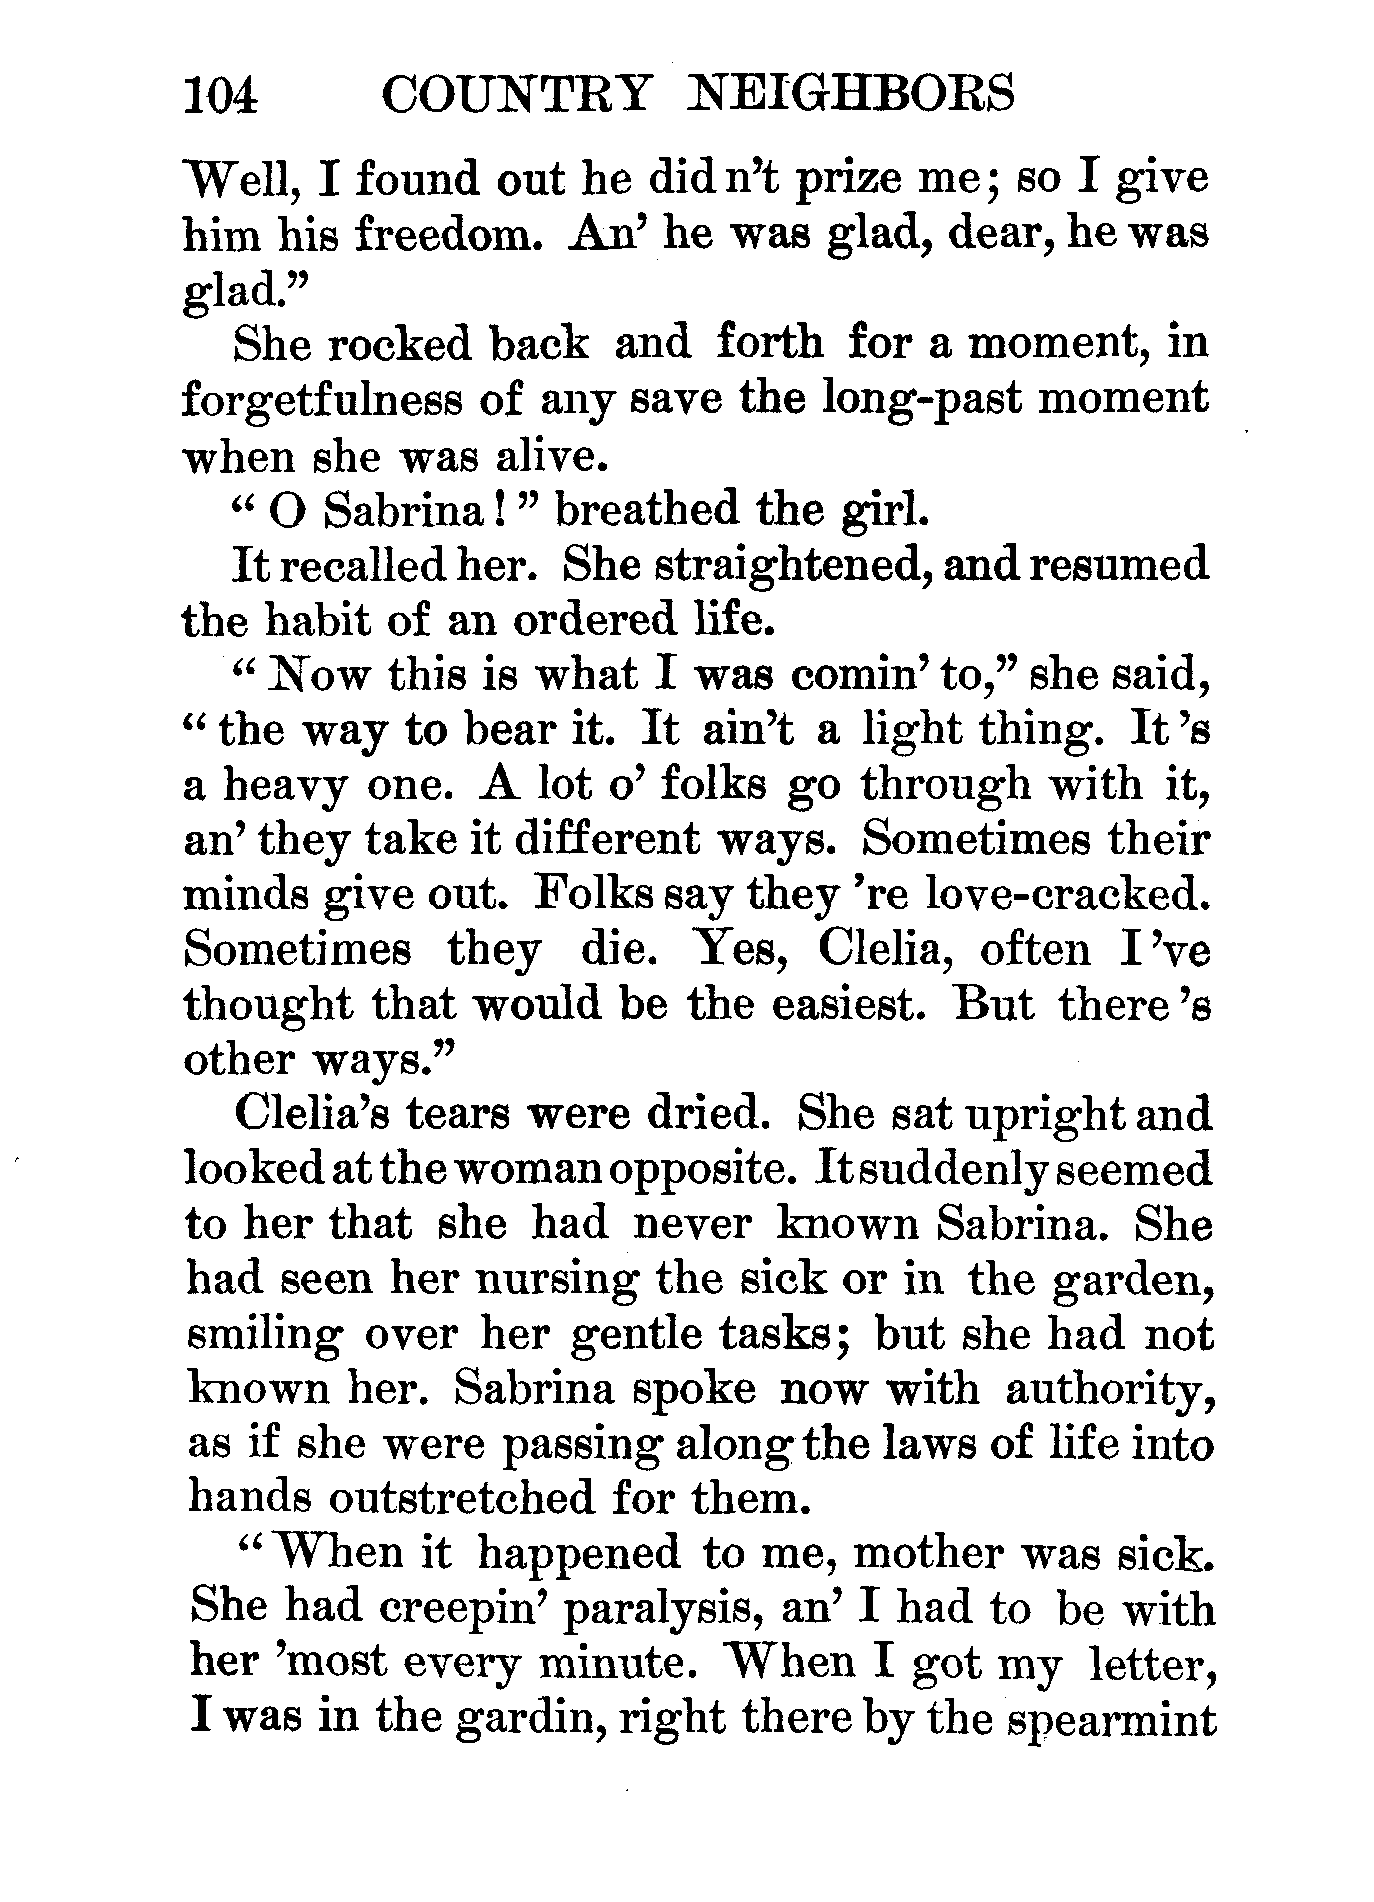 104 COUNTRY NEIGHBORS
Well, I found out he didn't prize me; so I give
him his freedom. An' he was glad, dear, he was
glad."
She rocked back and forth for a moment, in
forgetfulness of any save the long-past moment
when she was alive.
"O Sabrina!" breathed the girl.
It recalled her. She straightened, and resumed
the habit of an ordered life.
"Now this is what I was comin' to," she said,
"the way to bear it. It ain't a light thing. It 's
a heavy one. A lot o' folks go through with it,
an' they take it different ways. Sometimes their
minds give out. Folks say they 're love-cracked.
Sometimes they die. Yes, Clelia, often I 've
thought that would be the easiest. But there 's
other ways."
Clelia's tears were dried. She sat upright and
looked at the woman opposite. It suddenly seemed
to her that she had never known Sabrina. She
had seen her nursing the sick or in the garden,
smiling over her gentle tasks; but she had not
known her. Sabrina spoke now with authority,
as if she were passing along the laws of life into
hands outstretched for them.
"When it happened to me, mother was sick.
She had creepin' paralysis, an' I had to be with
her 'most every minute. When I got my letter,
I was in the gardin, right there by the spearmint